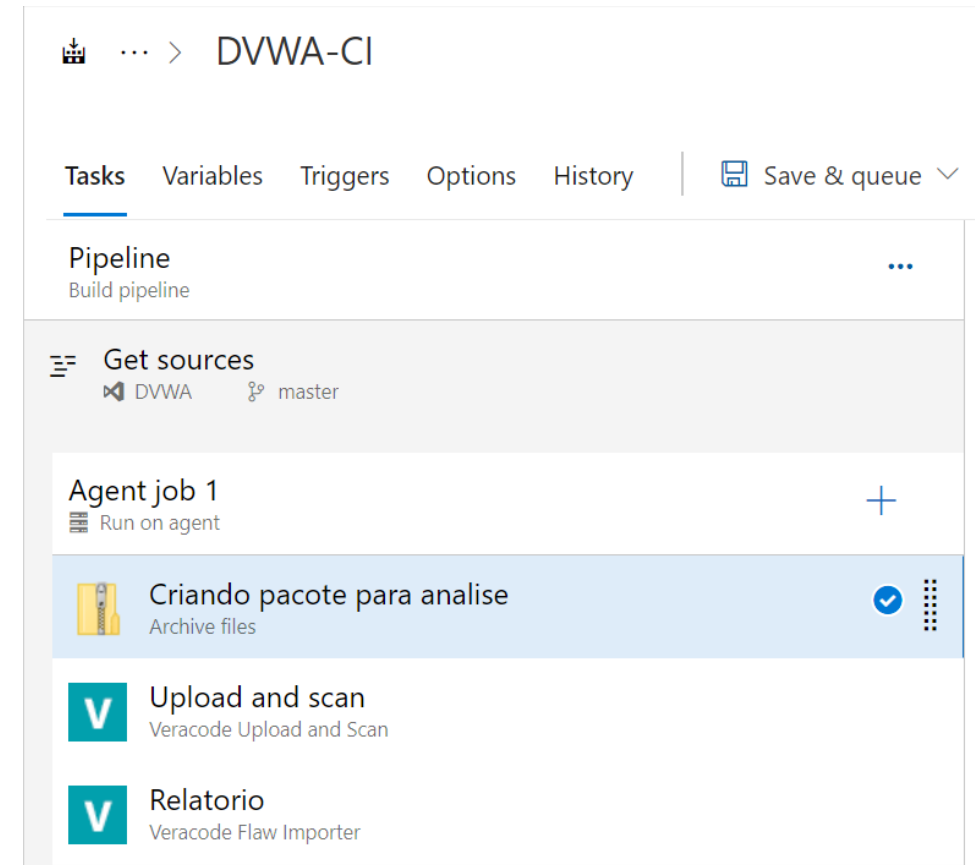 ... > DVWA-CI
Tasks Variables Triggers Options History Save & queue
Pipeline
Build pipeline
...
Get sources
DVWA master
Agent job 1
Run on agent
Criando pacote para analise
Archive files
V Upload and scan
Veracode Upload and Scan
V Relatorio
Veracode Flaw Importer